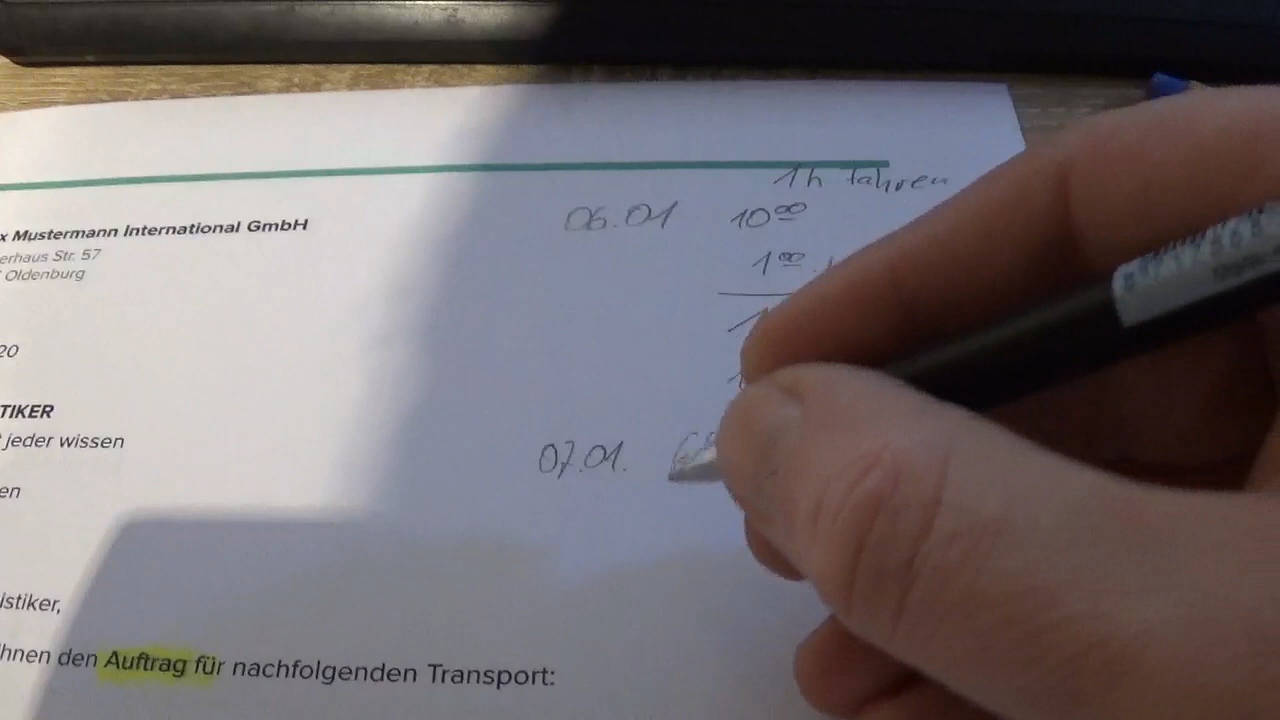 1h fahren
06.01 10⁰⁰
x Mustermann International GmbH
1⁰⁰
erhaus Str. 57
Oldenburg
20
TIKER
jeder wissen
07.01.
en
istiker,
hnen den Auftrag für nachfolgenden Transport: